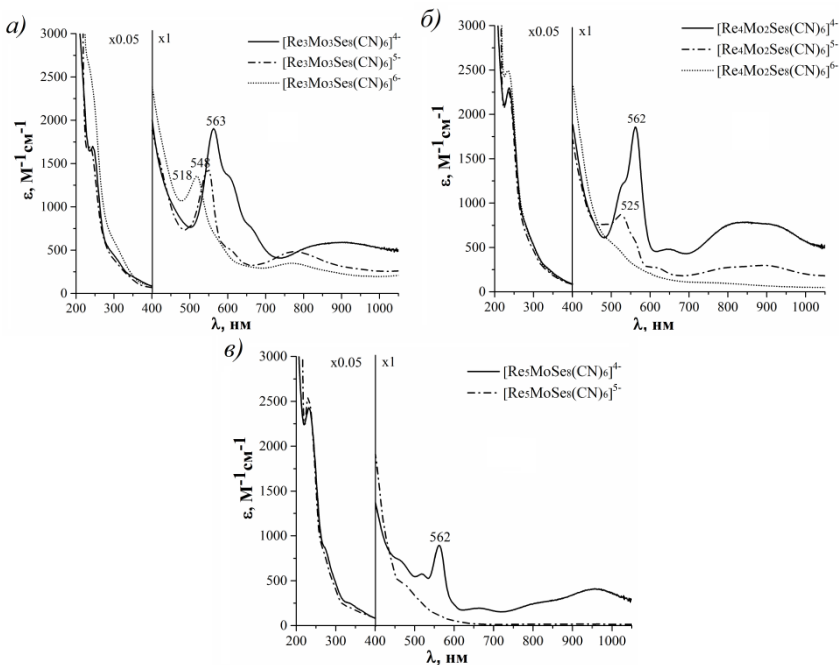 а)
x0.05 x1
[Re₃Mo₃Se₈(CN)₆]⁴⁻
[Re₃Mo₃Se₈(CN)₆]⁵⁻
[Re₃Mo₃Se₈(CN)₆]⁶⁻
563
548
518
ε, М⁻¹см⁻¹
3000
2500
2000
1500
1000
500
0
200 300 400 500 600 700 800 900 1000
λ, нм
б)
x0.05 x1
[Re₄Mo₂Se₈(CN)₆]⁴⁻
[Re₄Mo₂Se₈(CN)₆]⁵⁻
[Re₄Mo₂Se₈(CN)₆]⁶⁻
562
525
ε, М⁻¹см⁻¹
3000
2500
2000
1500
1000
500
0
200 300 400 500 600 700 800 900 1000
λ, нм
в)
x0.05 x1
[Re₅MoSe₈(CN)₆]⁴⁻
[Re₅MoSe₈(CN)₆]⁵⁻
562
ε, М⁻¹см⁻¹
3000
2500
2000
1500
1000
500
0
200 300 400 500 600 700 800 900 1000
λ, нм